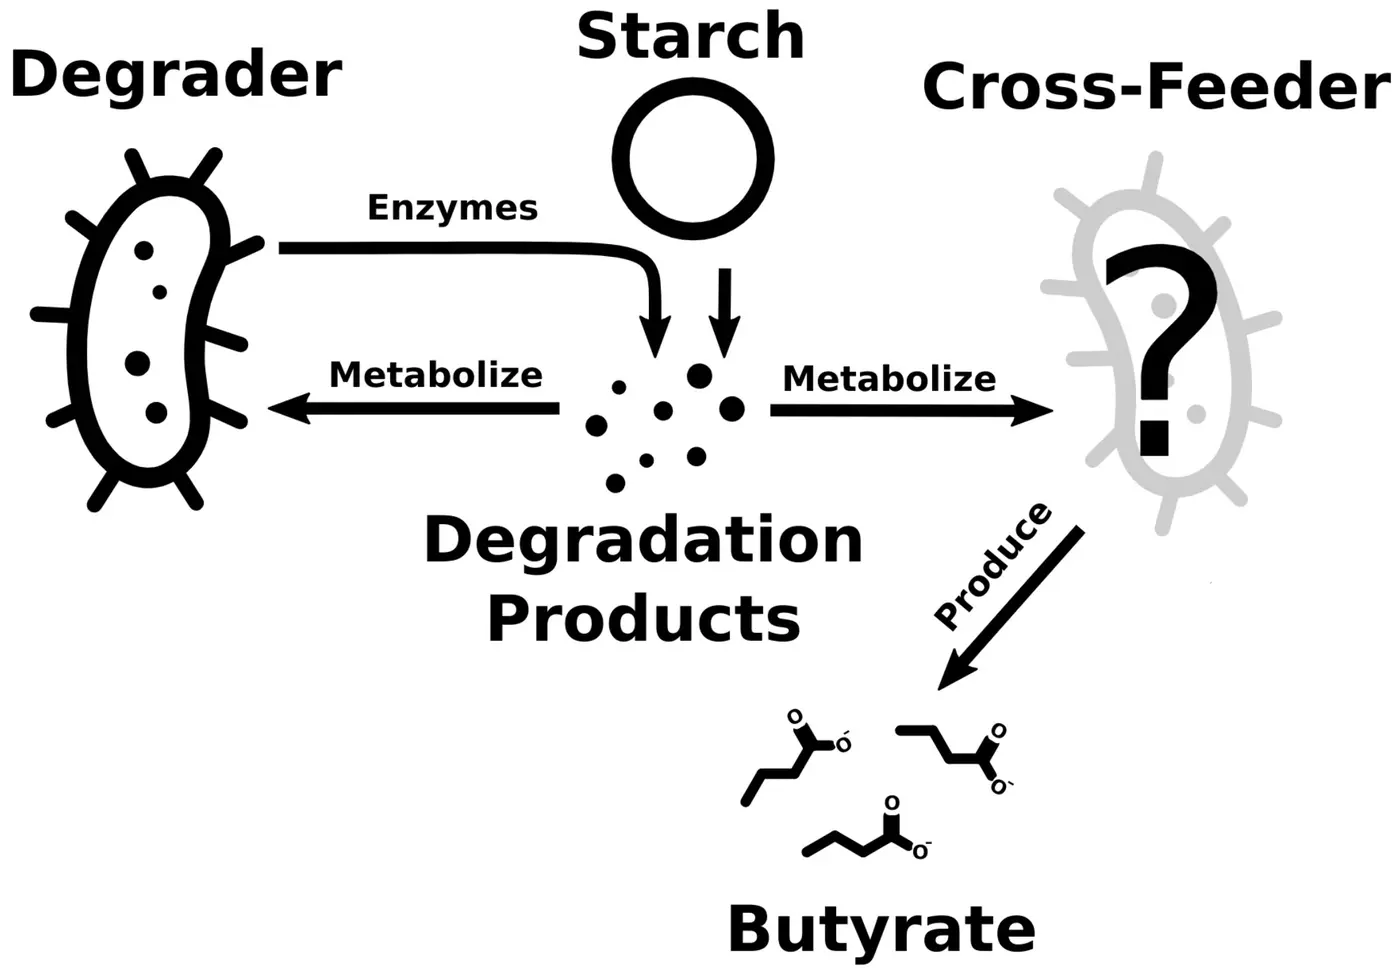 Starch
Degrader
Cross-Feeder
Enzymes
?
Metabolize
Metabolize
Degradation
Products
Produce
O
O-
O
O-
O
O-
Butyrate